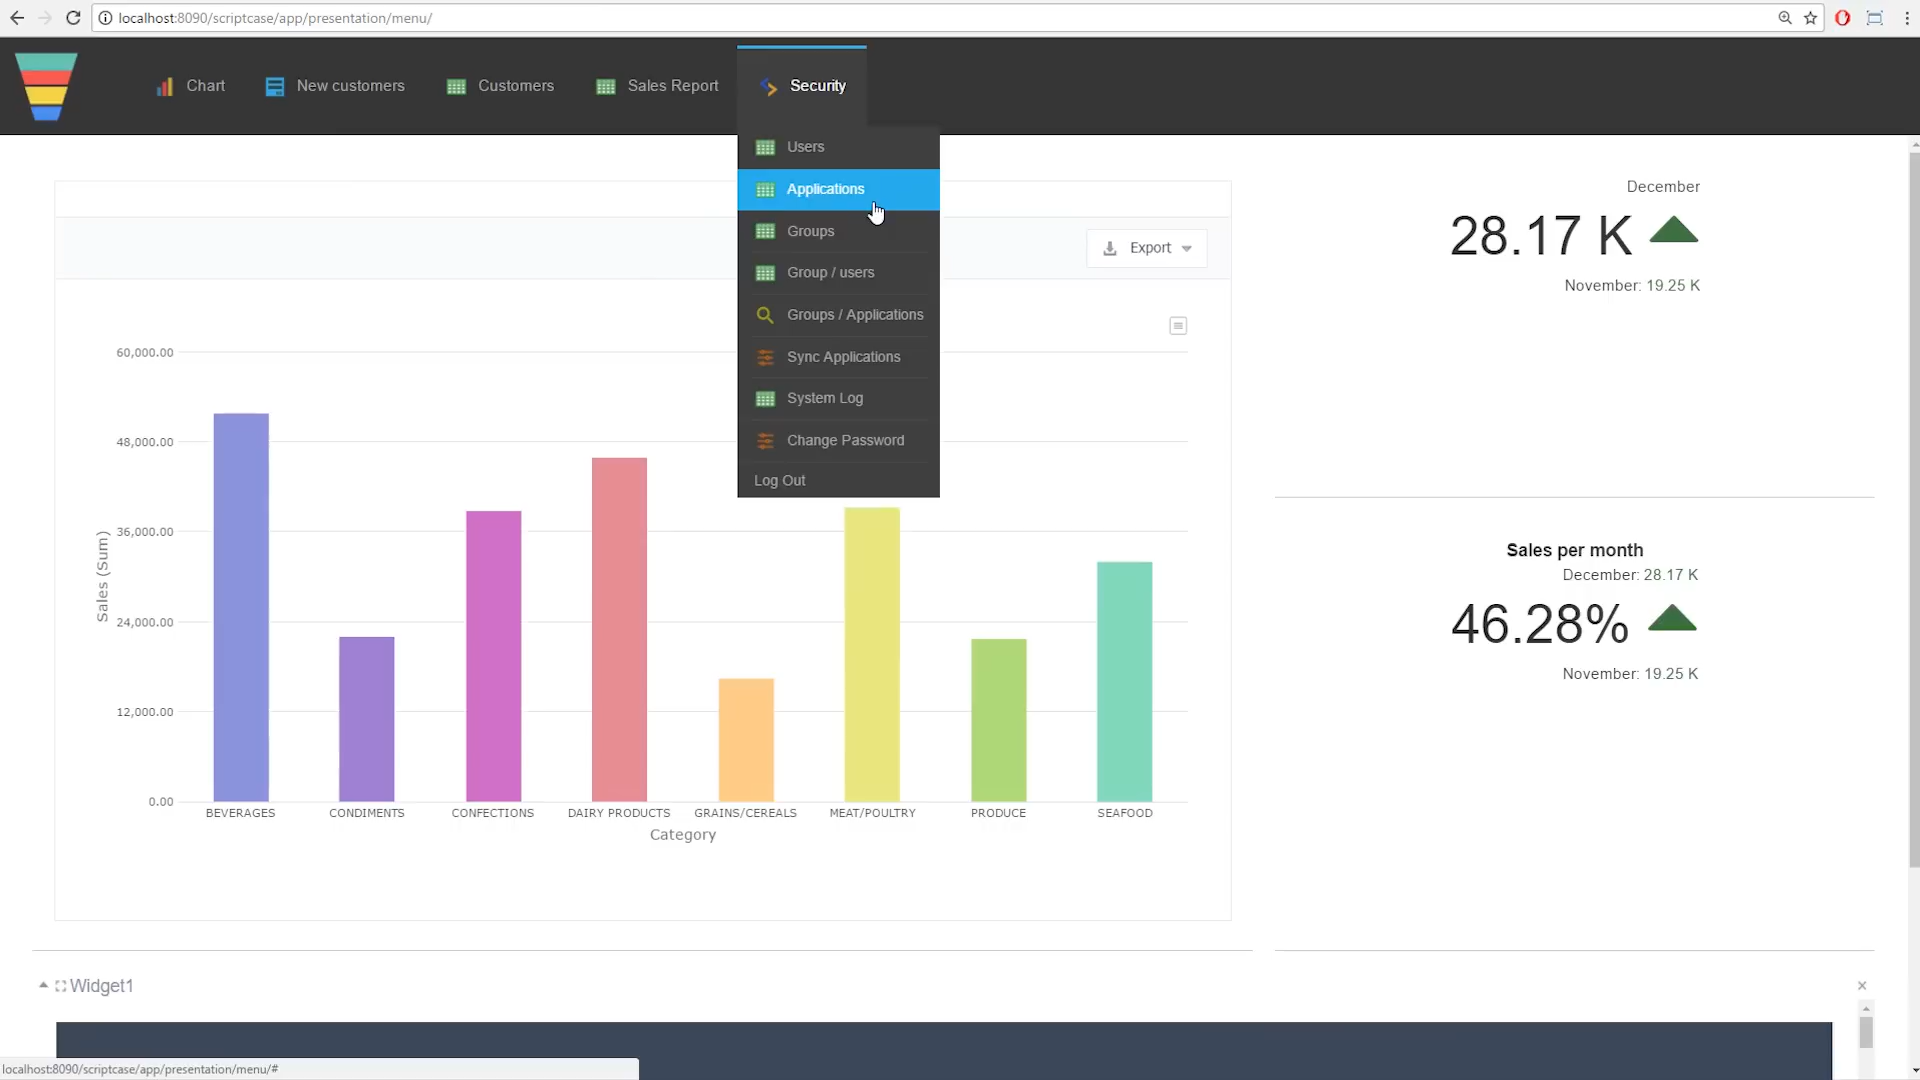 localhost:8090/scriptcase/app/presentation/menu/
Chart
New customers
Customers
Sales Report
Security
Users
Applications
Groups
Group / users
Groups / Applications
Sync Applications
System Log
Change Password
Log Out
Export
60,000.00
48,000.00
36,000.00
24,000.00
12,000.00
0.00
Sales (Sum)
BEVERAGES
CONDIMENTS
CONFECTIONS
DAIRY PRODUCTS
GRAINS/CEREALS
MEAT/POULTRY
PRODUCE
SEAFOOD
Category
December
28.17 K
November: 19.25 K
Sales per month
December: 28.17 K
46.28%
November: 19.25 K
Widget1
localhost:8090/scriptcase/app/presentation/menu/#